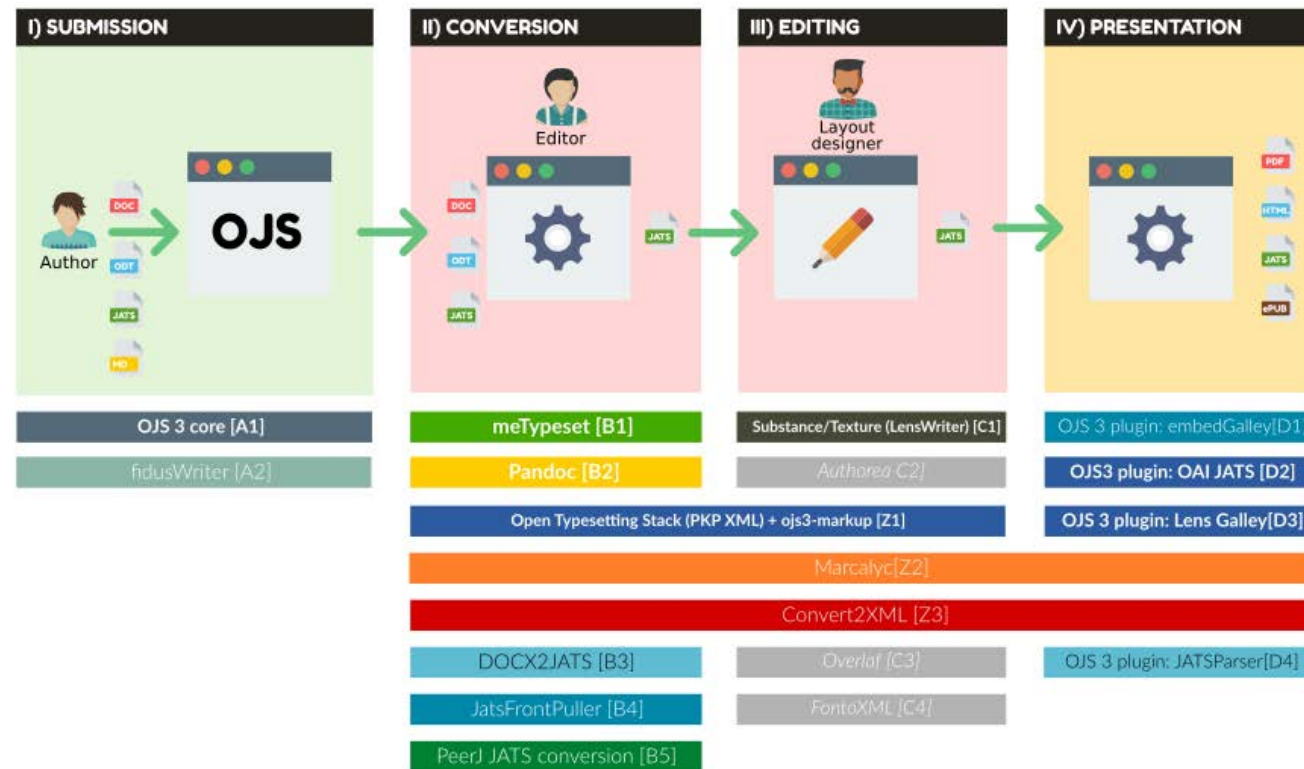 I) SUBMISSION
II) CONVERSION
III) EDITING
IV) PRESENTATION
Author
DOC
ODT
JATS
MD
OJS
Editor
DOC
ODT
JATS
JATS
Layout
designer
JATS
PDF
HTML
JATS
ePUB
OJS 3 core [A1]
meTypeset [B1]
Substance/Texture (LensWriter) [C1]
OJS 3 plugin: embedGalley[D1
fidusWriter [A2]
Pandoc [B2]
Authorea C2]
OJS3 plugin: OAI JATS [D2]
Open Typesetting Stack (PKP XML) + ojs3-markup [Z1]
OJS 3 plugin: Lens Galley[D3]
Marcalyc[Z2]
Convert2XML [Z3]
DOCX2JATS [B3]
Overlaf [C3]
OJS 3 plugin: JATSParser[D4]
JatsFrontPuller [B4]
FontoXML [C4]
PeerJ JATS conversion [B5]